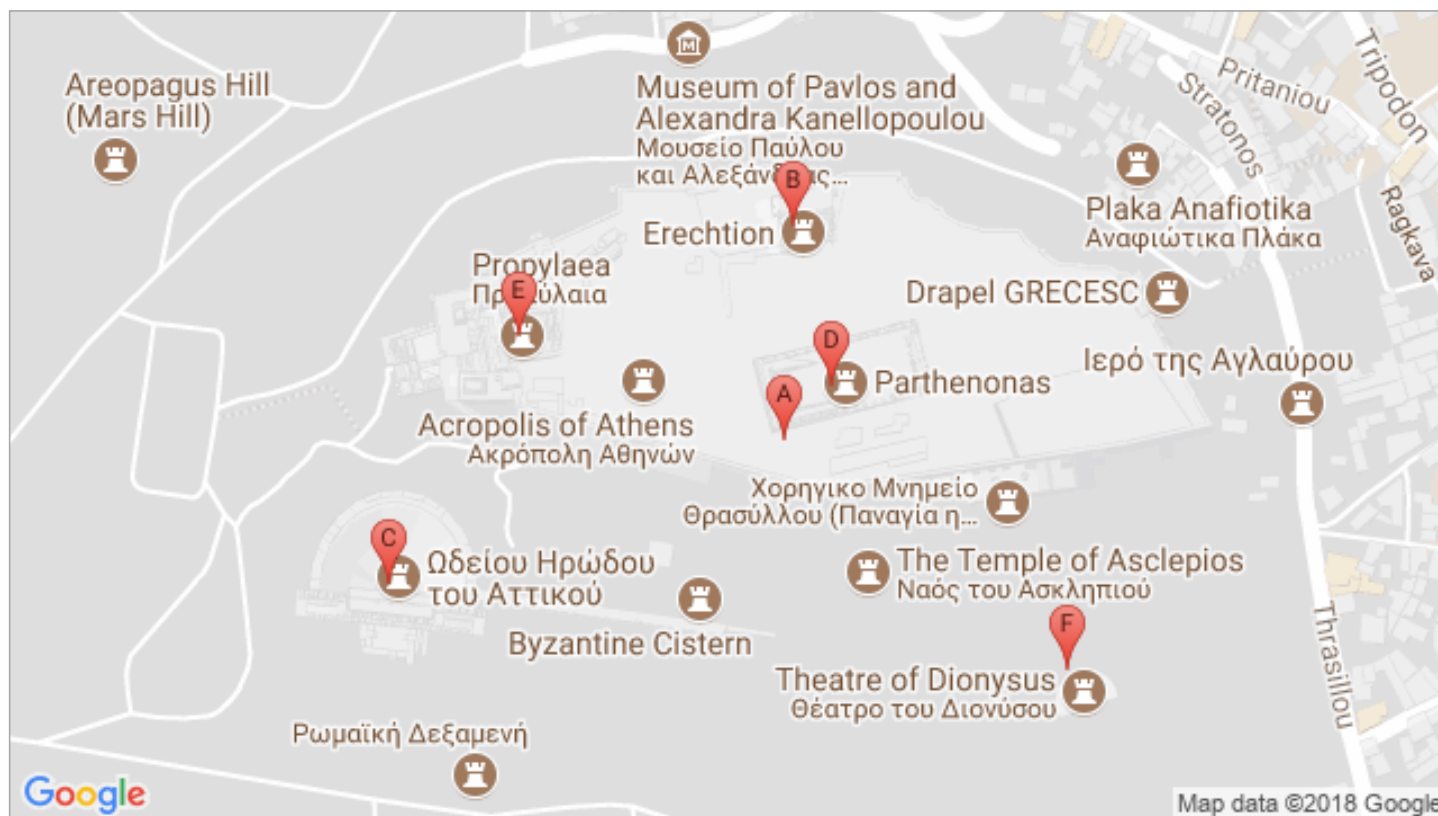 Areopagus Hill
(Mars Hill)
Museum of Pavlos and
Alexandra Kanellopoulou
Μουσείο Παύλου
και
B
Erechtion
Pritaniou
Tripodon
Stratonos
Ragkava
Plaka Anafiotika
Αναφιώτικα Πλάκα
Propylaea
E
Drapel GRECESC
D
Parthenonas
A
Ιερό της Αγλαύρου
Acropolis of Athens
Ακρόπολη Αθηνών
Χορηγικο Μνημείο
Θρασύλλου (Παναγία η...
C
Ωδείου Ηρώδου
του Αττικού
The Temple of Asclepios
Ναός του Ασκληπιού
Byzantine Cistern
F
Theatre of Dionysus
Θέατρο του Διονύσου
Thrasillou
Ρωμαϊκή Δεξαμενή
Google
Map data ©2018 Google